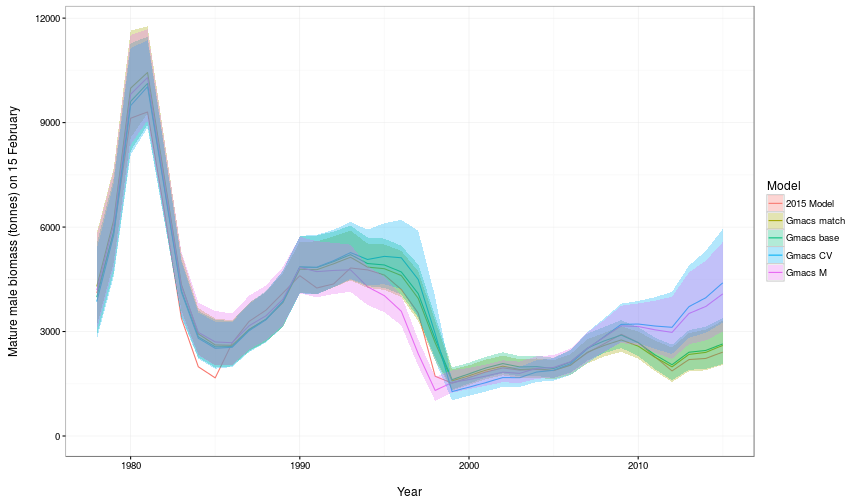 12000
9000
6000
3000
0
Mature male biomass (tonnes) on 15 February
1980
1990
2000
2010
Year
Model
2015 Model
Gmacs match
Gmacs base
Gmacs CV
Gmacs M